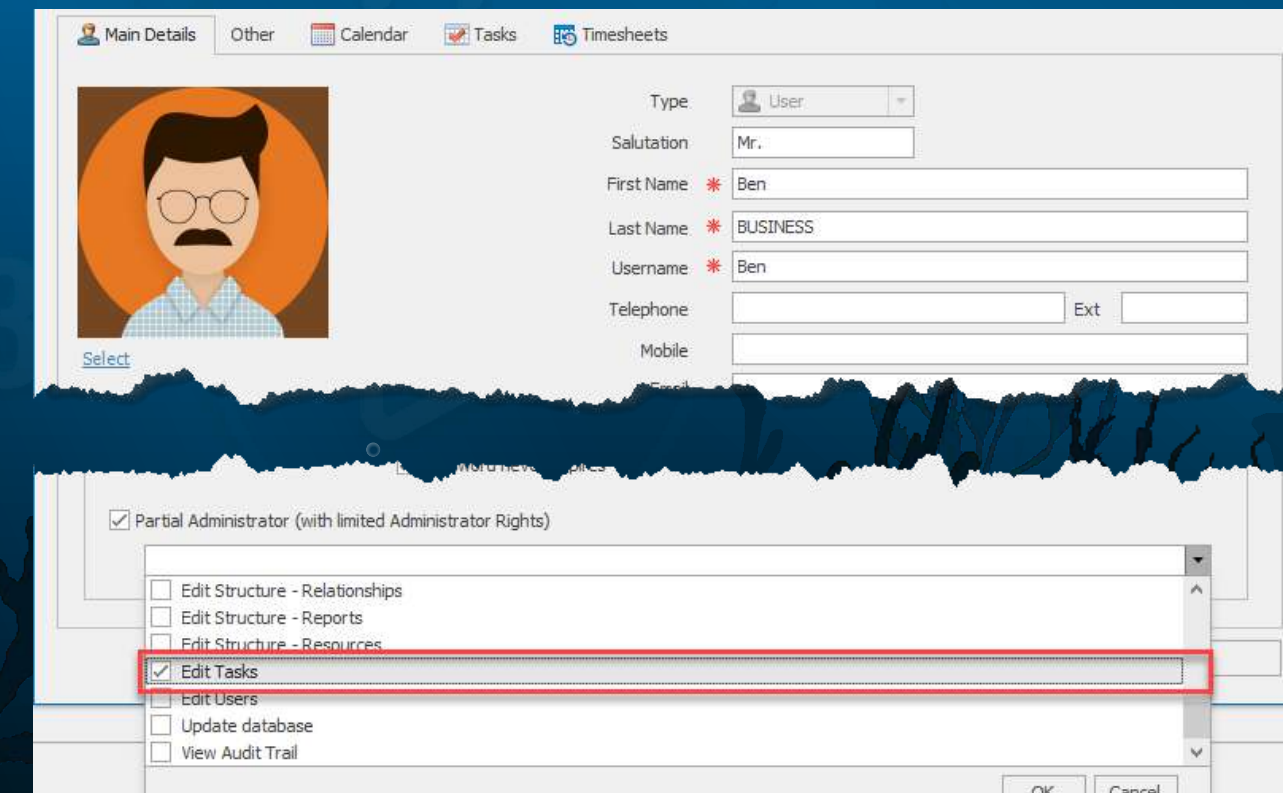 Main Details Other Calendar Tasks Timesheets
Type User
Salutation Mr.
First Name * Ben
Last Name * BUSINESS
Username * Ben
Telephone Ext
Select
Mobile
Email
Partial Administrator (with limited Administrator Rights)
Edit Structure - Relationships
Edit Structure - Reports
Edit Structure - Resources
Edit Tasks
Edit Users
Update database
View Audit Trail
OK Cancel